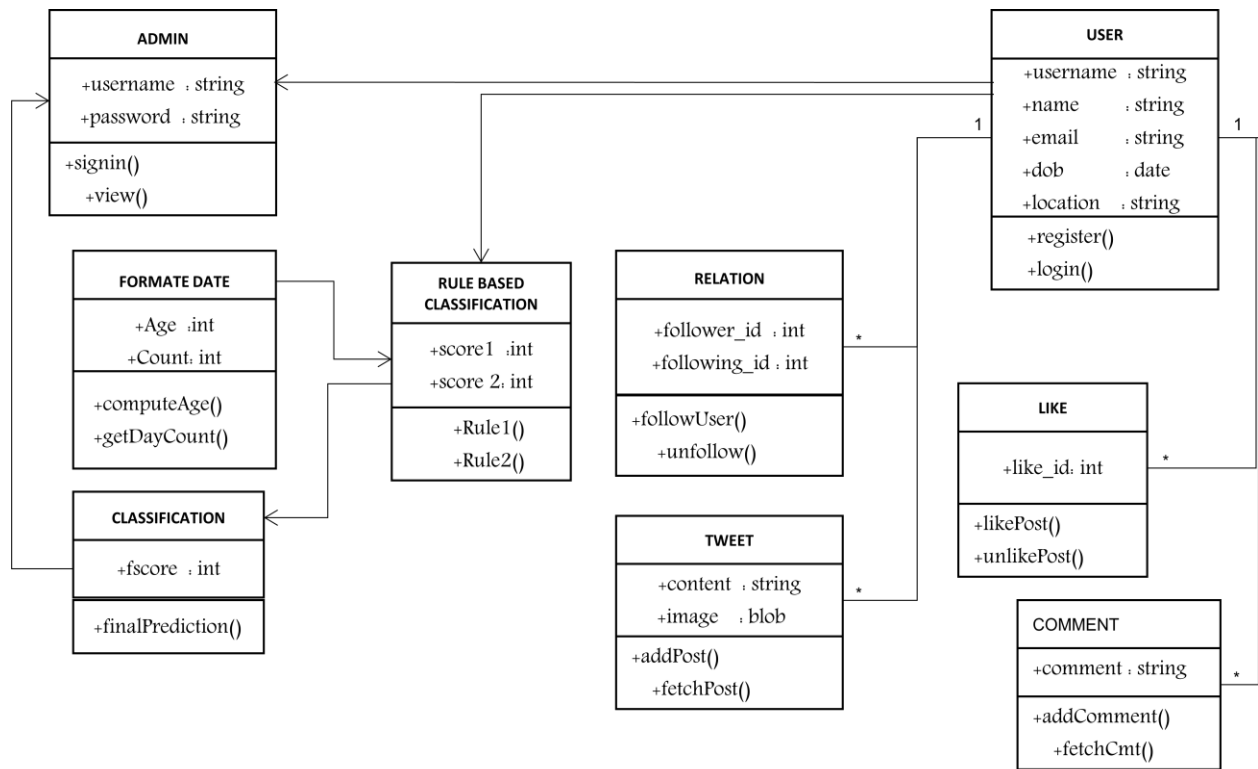 ADMIN
+username : string
+password : string
+signin()
+view()
USER
+username : string
+name : string
+email : string
+dob : date
+location : string
+register()
+login()
1
1
FORMATE DATE
+Age :int
+Count: int
+computeAge()
+getDayCount()
RULE BASED
CLASSIFICATION
+score1 :int
+score 2: int
+Rule1()
+Rule2()
RELATION
+follower_id : int
+following_id : int
+followUser()
+unfollow()
*
LIKE
+like_id: int
+likePost()
+unlikePost()
*
CLASSIFICATION
+fscore : int
+finalPrediction()
TWEET
+content : string
+image : blob
+addPost()
+fetchPost()
*
COMMENT
+comment : string
+addComment()
+fetchCmt()
*